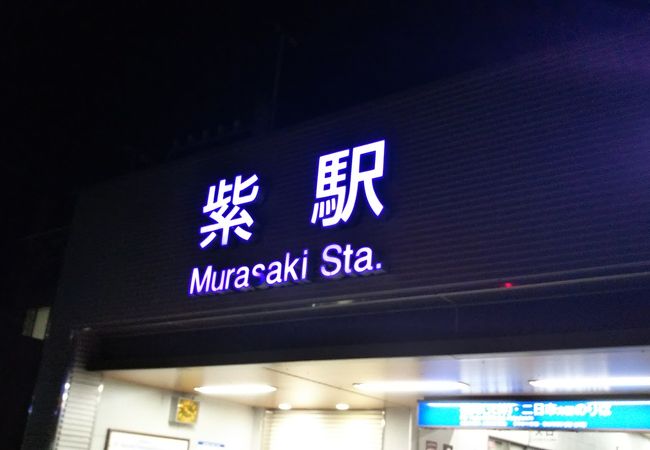 紫 駅
Murasaki Sta.